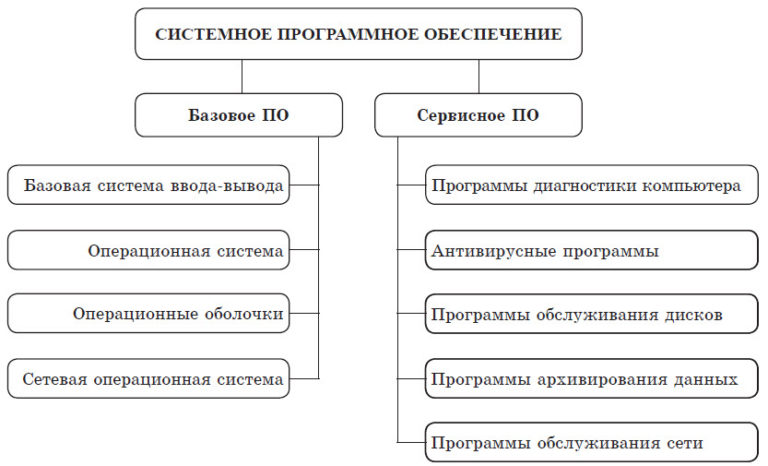 СИСТЕМНОЕ ПРОГРАММНОЕ ОБЕСПЕЧЕНИЕ
Базовое ПО
Сервисное ПО
Базовая система ввода-вывода
Операционная система
Операционные оболочки
Сетевая операционная система
Программы диагностики компьютера
Антивирусные программы
Программы обслуживания дисков
Программы архивирования данных
Программы обслуживания сети